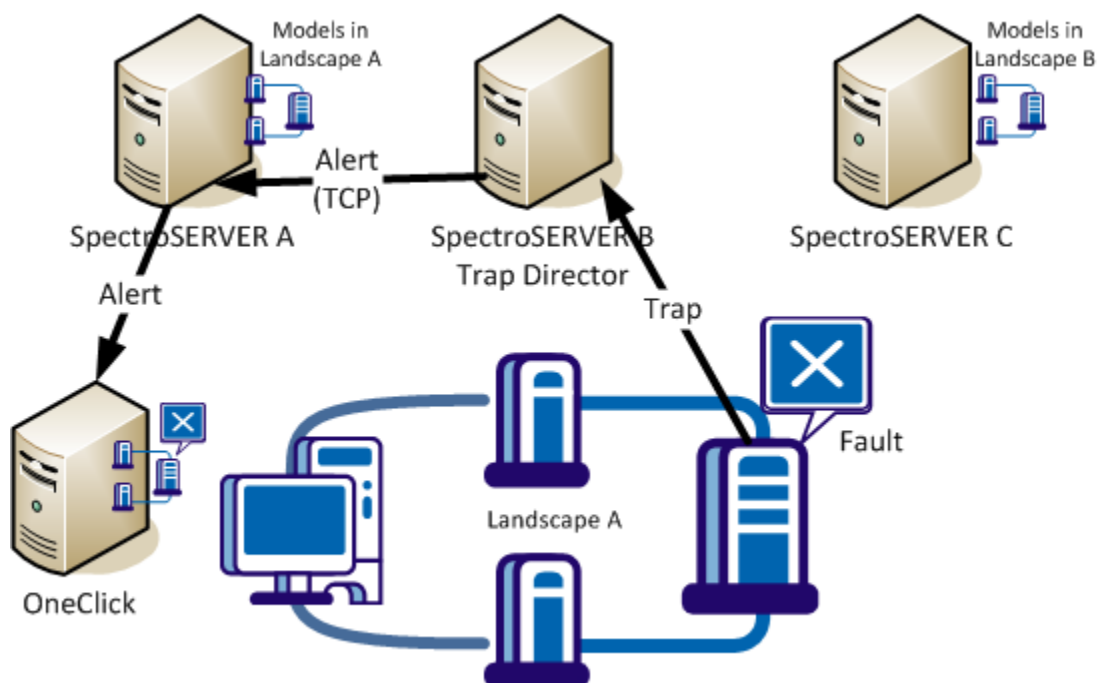 Models in
Landscape A
Models in
Landscape B
Alert
(TCP)
SpectroSERVER A
SpectroSERVER B
Trap Director
SpectroSERVER C
Alert
Trap
Fault
Landscape A
OneClick